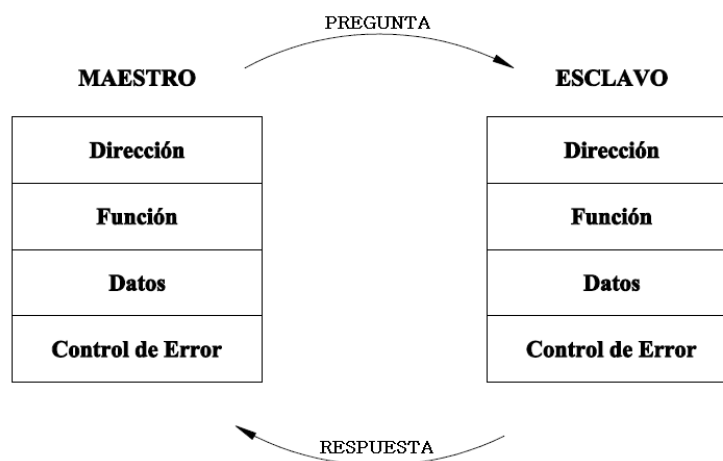 PREGUNTA
MAESTRO
ESCLAVO
Dirección
Dirección
Función
Función
Datos
Datos
Control de Error
Control de Error
RESPUESTA